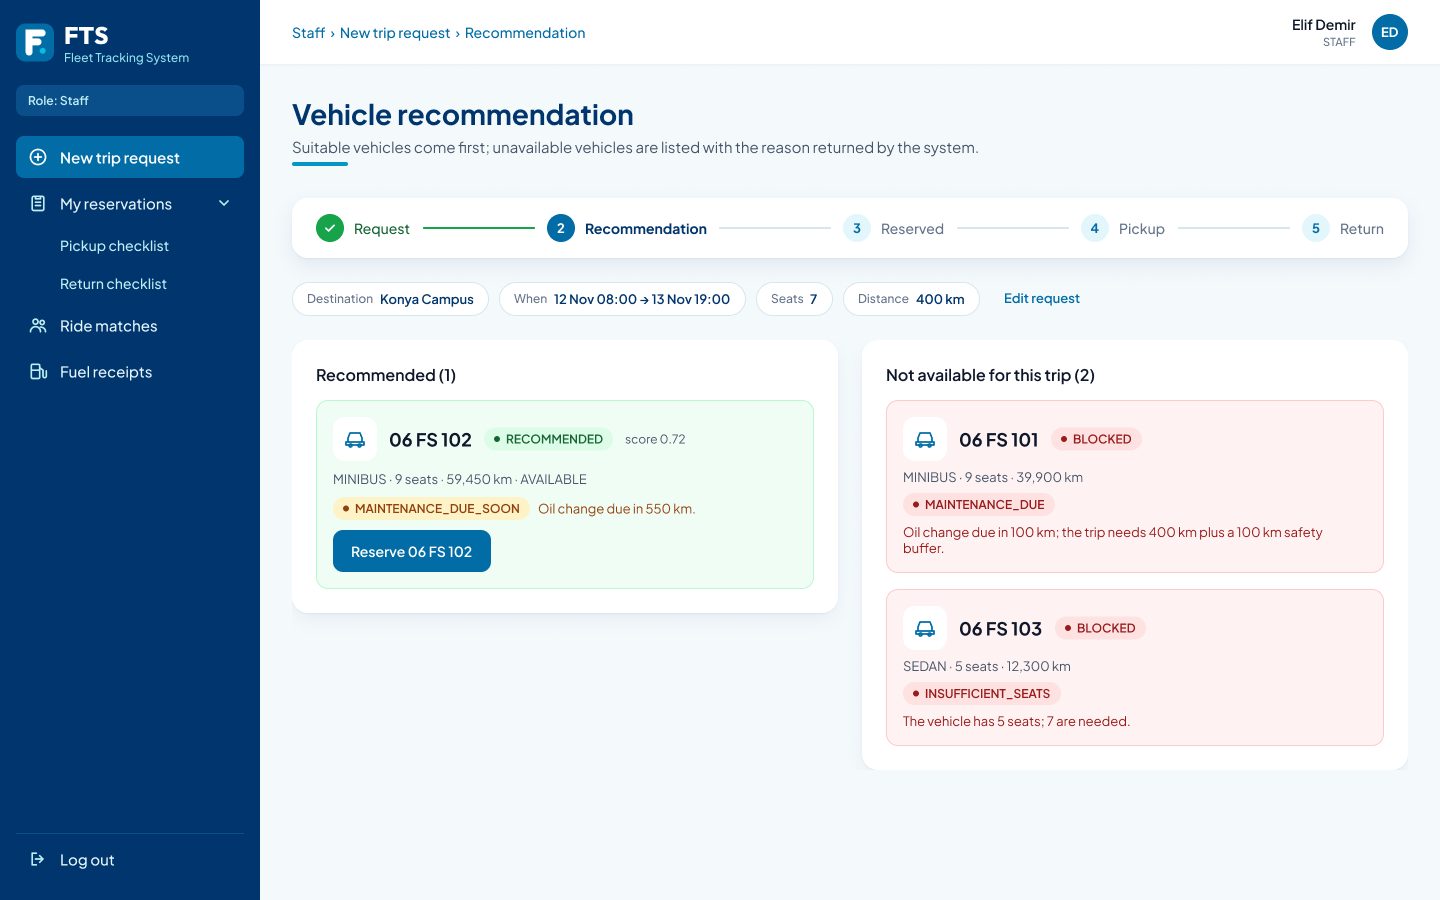 FTS
Fleet Tracking System
Role: Staff
New trip request
My reservations
Pickup checklist
Return checklist
Ride matches
Fuel receipts
Log out
Staff › New trip request › Recommendation
Elif Demir
STAFF
ED
Vehicle recommendation
Suitable vehicles come first; unavailable vehicles are listed with the reason returned by the system.
Request
2 Recommendation
3 Reserved
4 Pickup
5 Return
Destination Konya Campus
When 12 Nov 08:00 → 13 Nov 19:00
Seats 7
Distance 400 km
Edit request
Recommended (1)
06 FS 102
RECOMMENDED
score 0.72
MINIBUS · 9 seats · 59,450 km · AVAILABLE
MAINTENANCE_DUE_SOON
Oil change due in 550 km.
Reserve 06 FS 102
Not available for this trip (2)
06 FS 101
BLOCKED
MINIBUS · 9 seats · 39,900 km
MAINTENANCE_DUE
Oil change due in 100 km; the trip needs 400 km plus a 100 km safety
buffer.
06 FS 103
BLOCKED
SEDAN · 5 seats · 12,300 km
INSUFFICIENT_SEATS
The vehicle has 5 seats; 7 are needed.